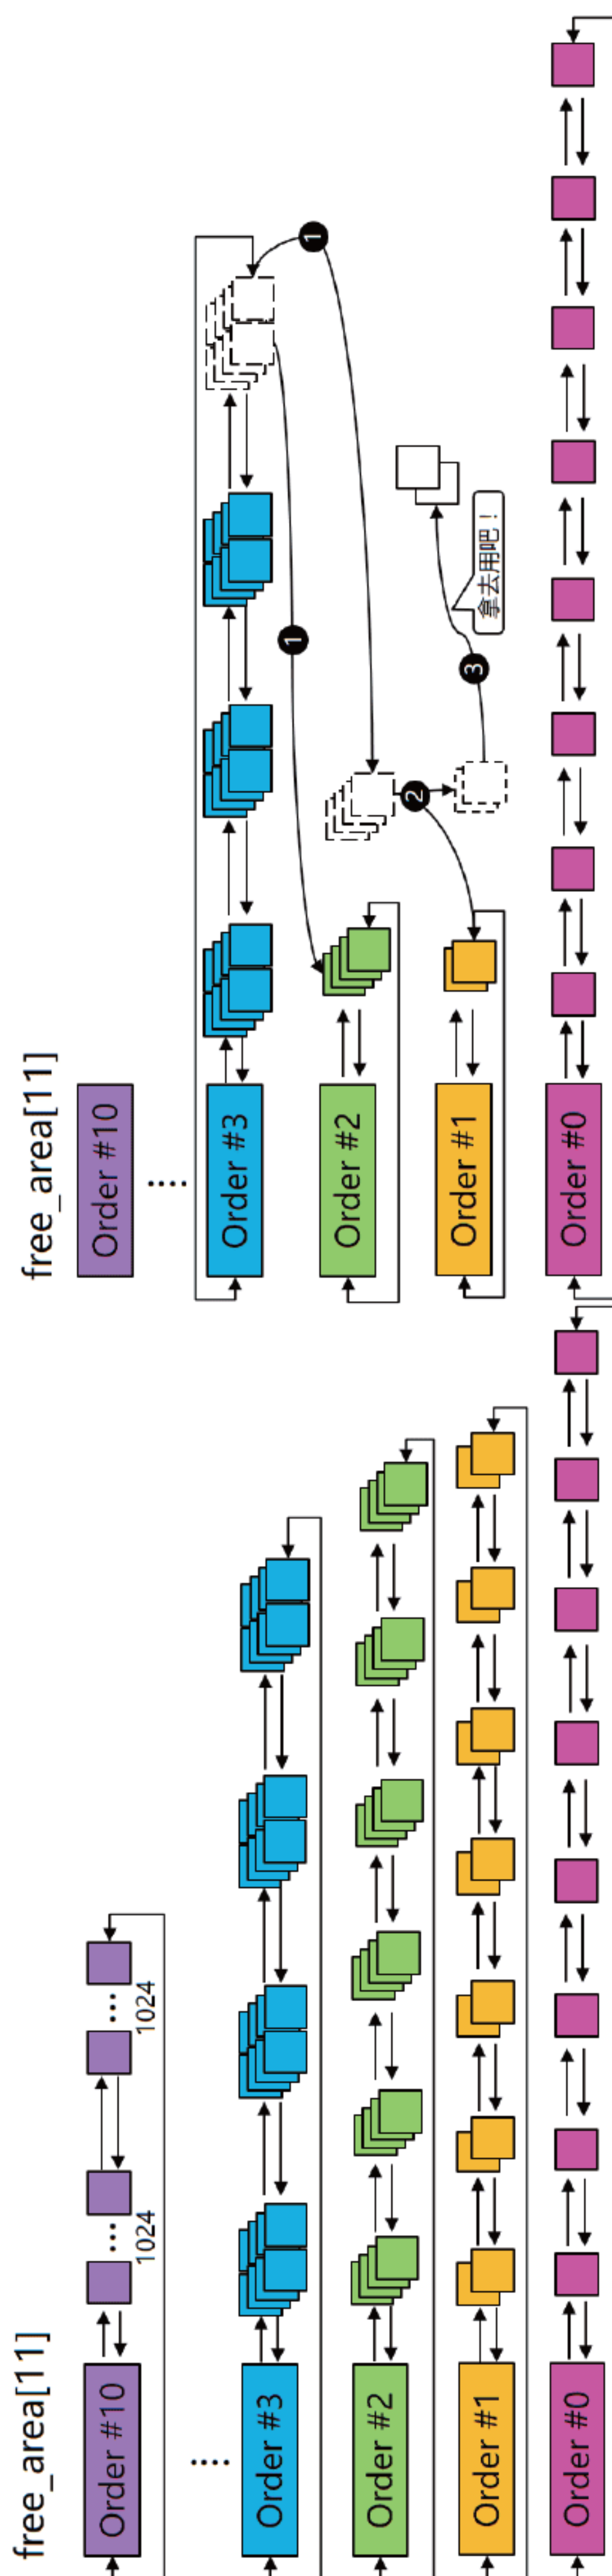 free_area[11]
Order #10
1024
1024
....
Order #3
Order #2
Order #1
Order #0
free_area[11]
Order #10
....
Order #3
1
1
Order #2
2
Order #1
3
拿去用吧！
Order #0